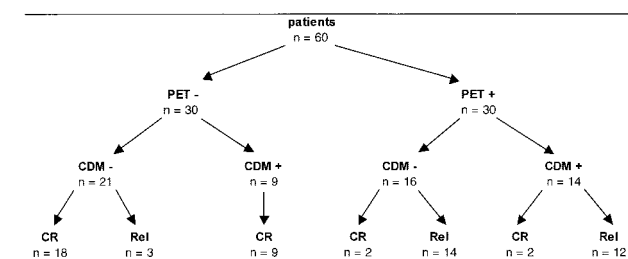 patients
n = 60
PET - PET +
n = 30 n = 30
CDM - CDM + CDM - CDM +
n = 21 n = 9 n = 16 n = 14
CR Rel CR CR Rel CR Rel
n = 18 n = 3 n = 9 n = 2 n = 14 n = 2 n = 12